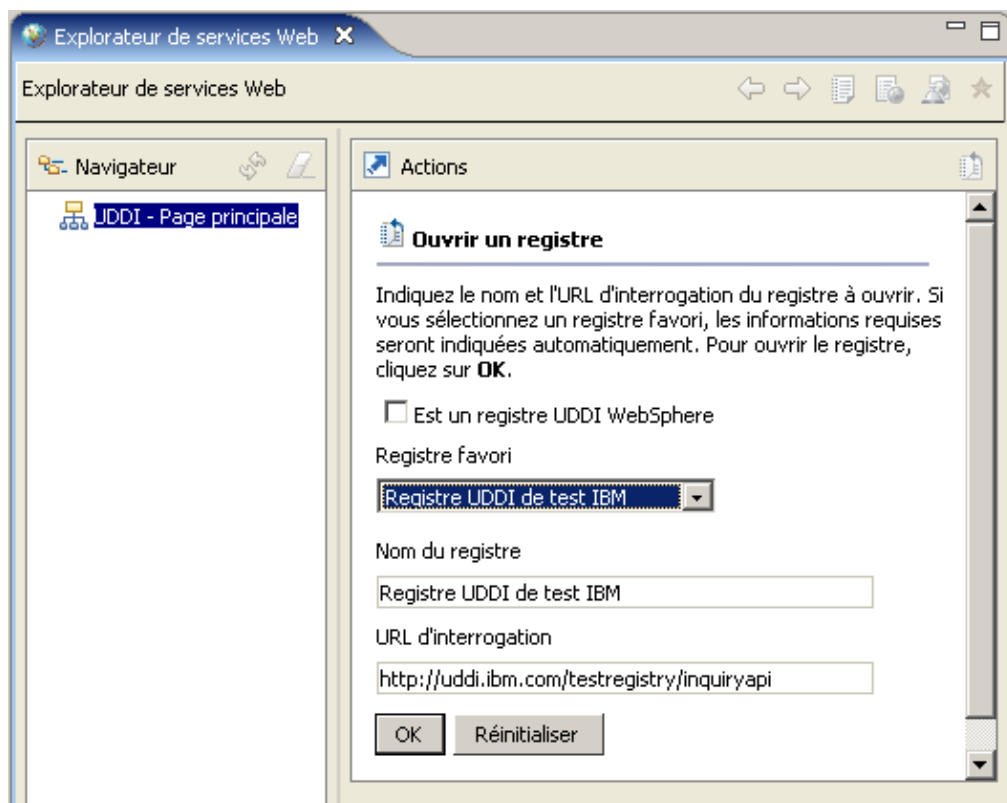 Explorateur de services Web
Explorateur de services Web
Navigateur
UDDI - Page principale
Actions
Ouvrir un registre
Indiquez le nom et l'URL d'interrogation du registre à ouvrir. Si
vous sélectionnez un registre favori, les informations requises
seront indiquées automatiquement. Pour ouvrir le registre,
cliquez sur OK.
Est un registre UDDI WebSphere
Registre favori
Registre UDDI de test IBM
Nom du registre
Registre UDDI de test IBM
URL d'interrogation
http://uddi.ibm.com/testregistry/inquiryapi
OK Réinitialiser